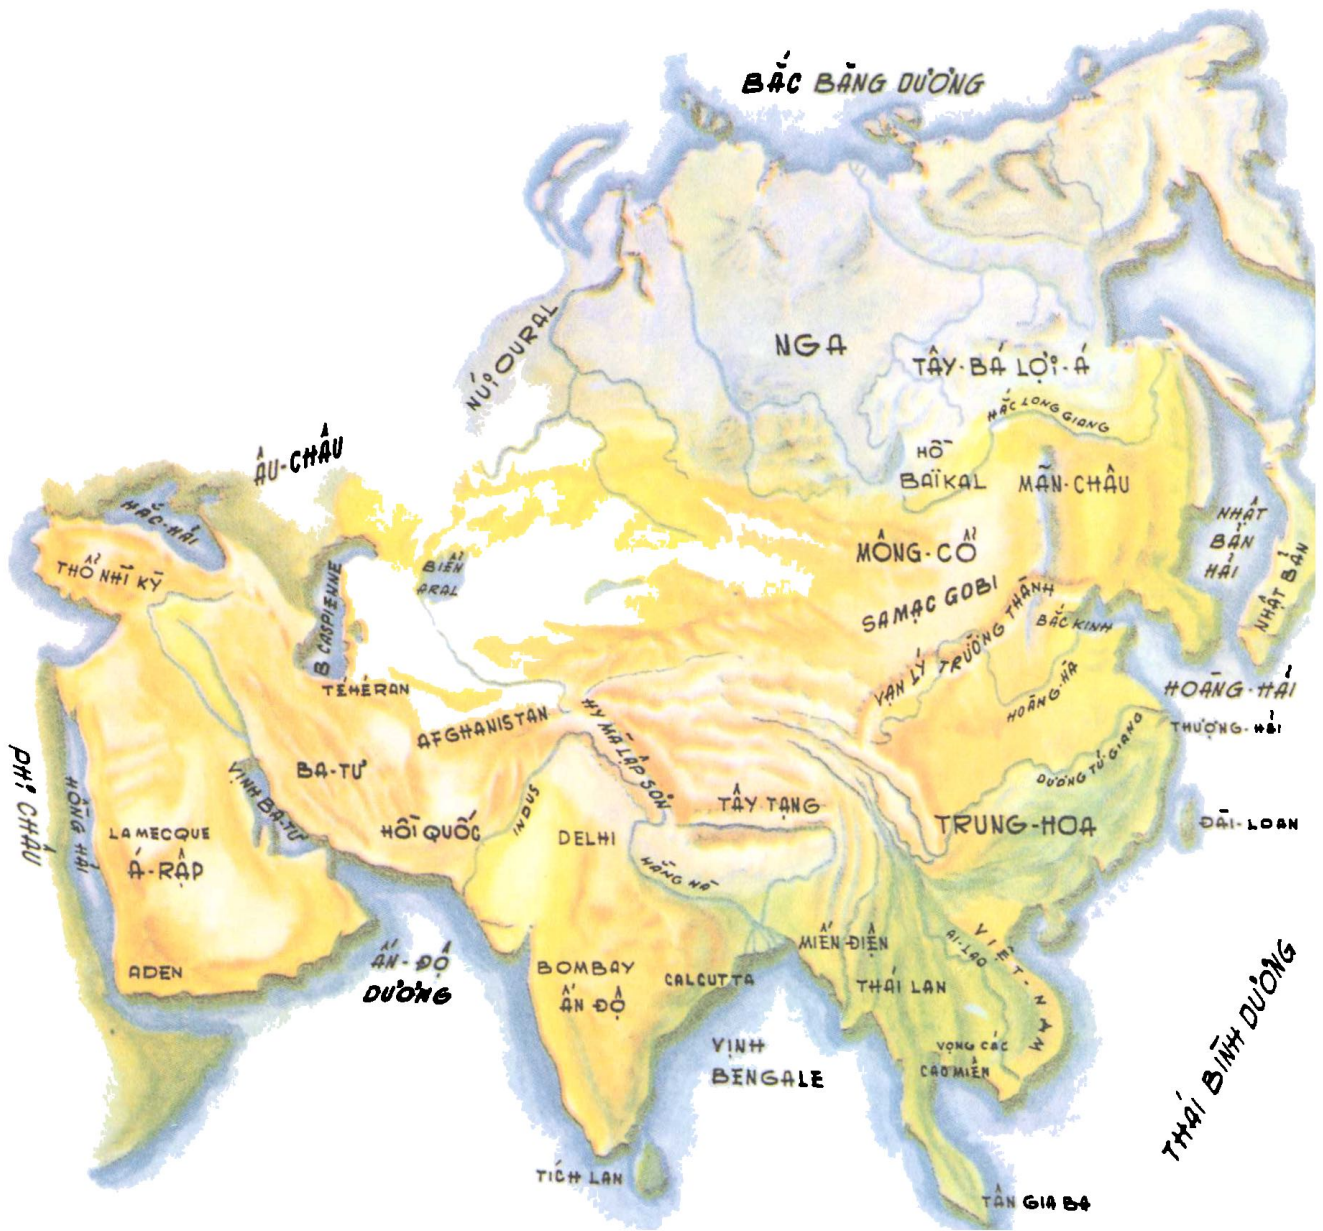 BẮC BĂNG DƯƠNG
NÚI OURAL
NGA
TÂY-BÁ LỢI-Á
HẮC LONG GIANG
HỒ
BAÏKAL
MÃN-CHÂU
ÂU-CHÂU
HẮC-HẢI
THỔ NHĨ KỲ
B CASPIENNE
BIỂN
ARAL
MÔNG-CỔ
NHẬT
BẢN
HẢI
NHẬT BẢN
SA MẠC GOBI
VẠN LÝ TRƯỜNG THÀNH
BẮC KINH
HOÀNG-HÀ
HOÀNG-HẢI
THƯỢNG-HẢI
DƯƠNG TỬ GIANG
TÉHÉRAN
AFGHANISTAN
HY MÃ LẬP SƠN
PHI CHÂU
HỒNG HẢI
VỊNH BA-TƯ
BA-TƯ
HỒI QUỐC
INDUS
DELHI
TÂY TẠNG
TRUNG-HOA
ĐÀI-LOAN
LA MECQUE
Á-RẬP
HẰNG HÀ
ADEN
ẤN-ĐỘ
DƯƠNG
BOMBAY
ẤN ĐỘ
CALCUTTA
MIẾN-ĐIỆN
THÁI LAN
AI-LAO
VIỆT-NAM
VỊNH
BENGALE
VỌNG CÁC
CAO MIÊN
THÁI BÌNH DƯƠNG
TÍCH LAN
TÂN GIA BA